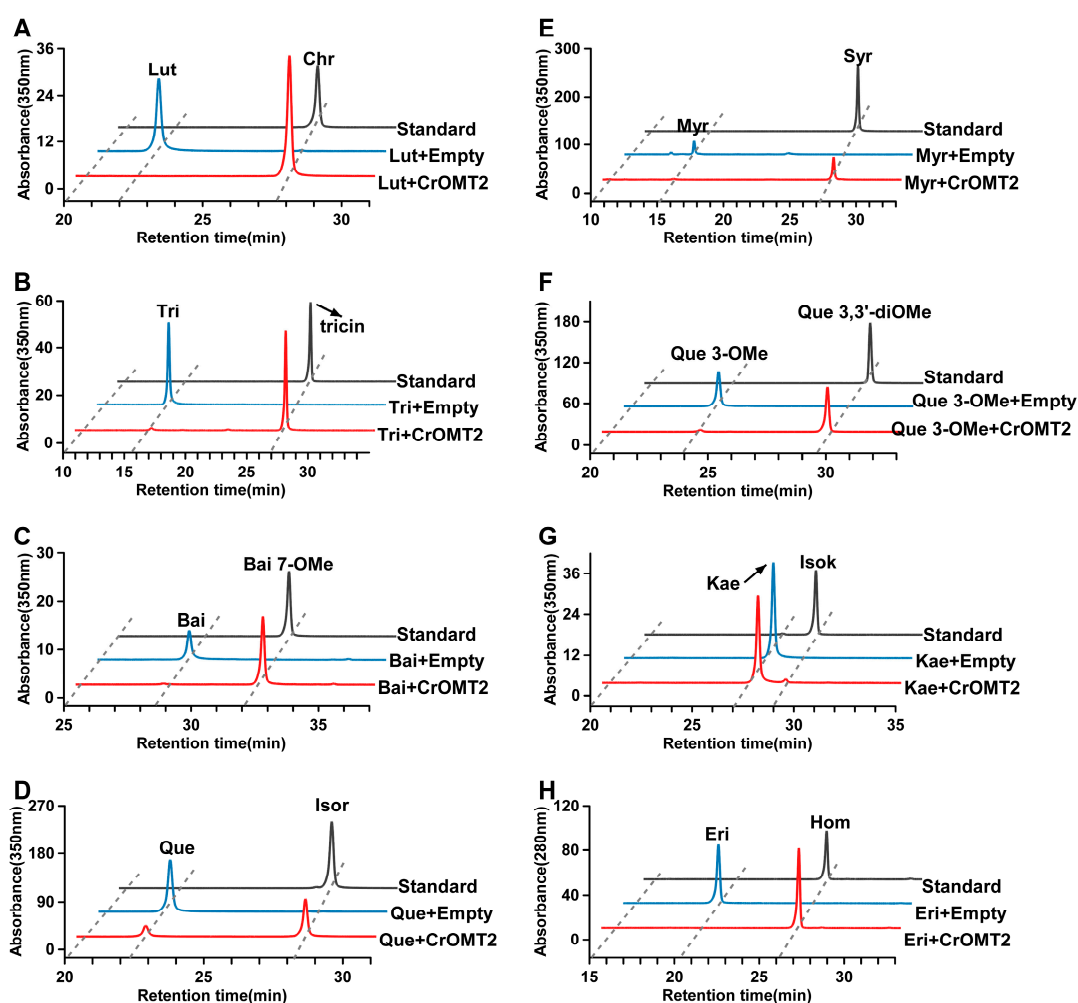 A
Absorbance(350nm)
36
24
12
0
Lut
Chr
Standard
Lut+Empty
Lut+CrOMT2
20
25
30
Retention time(min)
B
Absorbance(350nm)
60
40
20
0
Tri
tricin
Standard
Tri+Empty
Tri+CrOMT2
10
15
20
25
30
Retention time(min)
C
Absorbance(350nm)
30
20
10
0
Bai
Bai 7-OMe
Standard
Bai+Empty
Bai+CrOMT2
25
30
35
Retention time(min)
D
Absorbance(350nm)
270
180
90
0
Que
Isor
Standard
Que+Empty
Que+CrOMT2
20
25
30
Retention time(min)
E
Absorbance(350nm)
300
200
100
0
Myr
Syr
Standard
Myr+Empty
Myr+CrOMT2
10
15
20
25
30
Retention time(min)
F
Absorbance(350nm)
180
120
60
0
Que 3-OMe
Que 3,3'-diOMe
Standard
Que 3-OMe+Empty
Que 3-OMe+CrOMT2
20
25
30
Retention time(min)
G
Absorbance(350nm)
36
24
12
0
Kae
Isok
Standard
Kae+Empty
Kae+CrOMT2
20
25
30
35
Retention time(min)
H
Absorbance(280nm)
120
80
40
0
Eri
Hom
Standard
Eri+Empty
Eri+CrOMT2
15
20
25
30
Retention time(min)